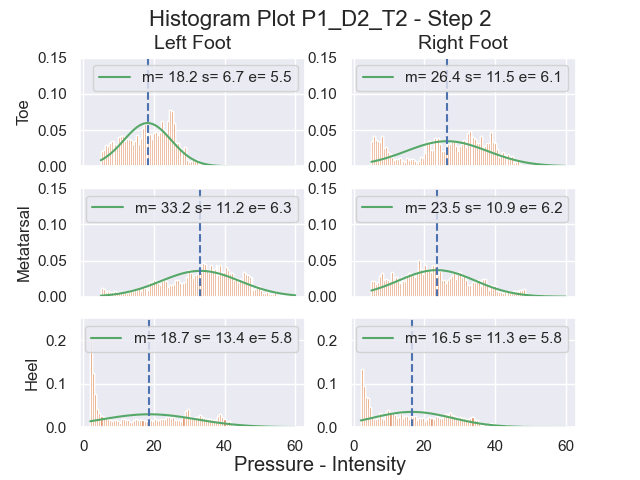 Histogram Plot P1_D2_T2 - Step 2
Left Foot Right Foot
Toe
0.15 0.15
m= 18.2 s= 6.7 e= 5.5 m= 26.4 s= 11.5 e= 6.1
0.10 0.10
0.05 0.05
0.00 0.00
Metatarsal
0.15 0.15
m= 33.2 s= 11.2 e= 6.3 m= 23.5 s= 10.9 e= 6.2
0.10 0.10
0.05 0.05
0.00 0.00
Heel
m= 18.7 s= 13.4 e= 5.8 m= 16.5 s= 11.3 e= 5.8
0.2 0.2
0.1 0.1
0.0 0.0
0 20 40 60 0 20 40 60
Pressure - Intensity